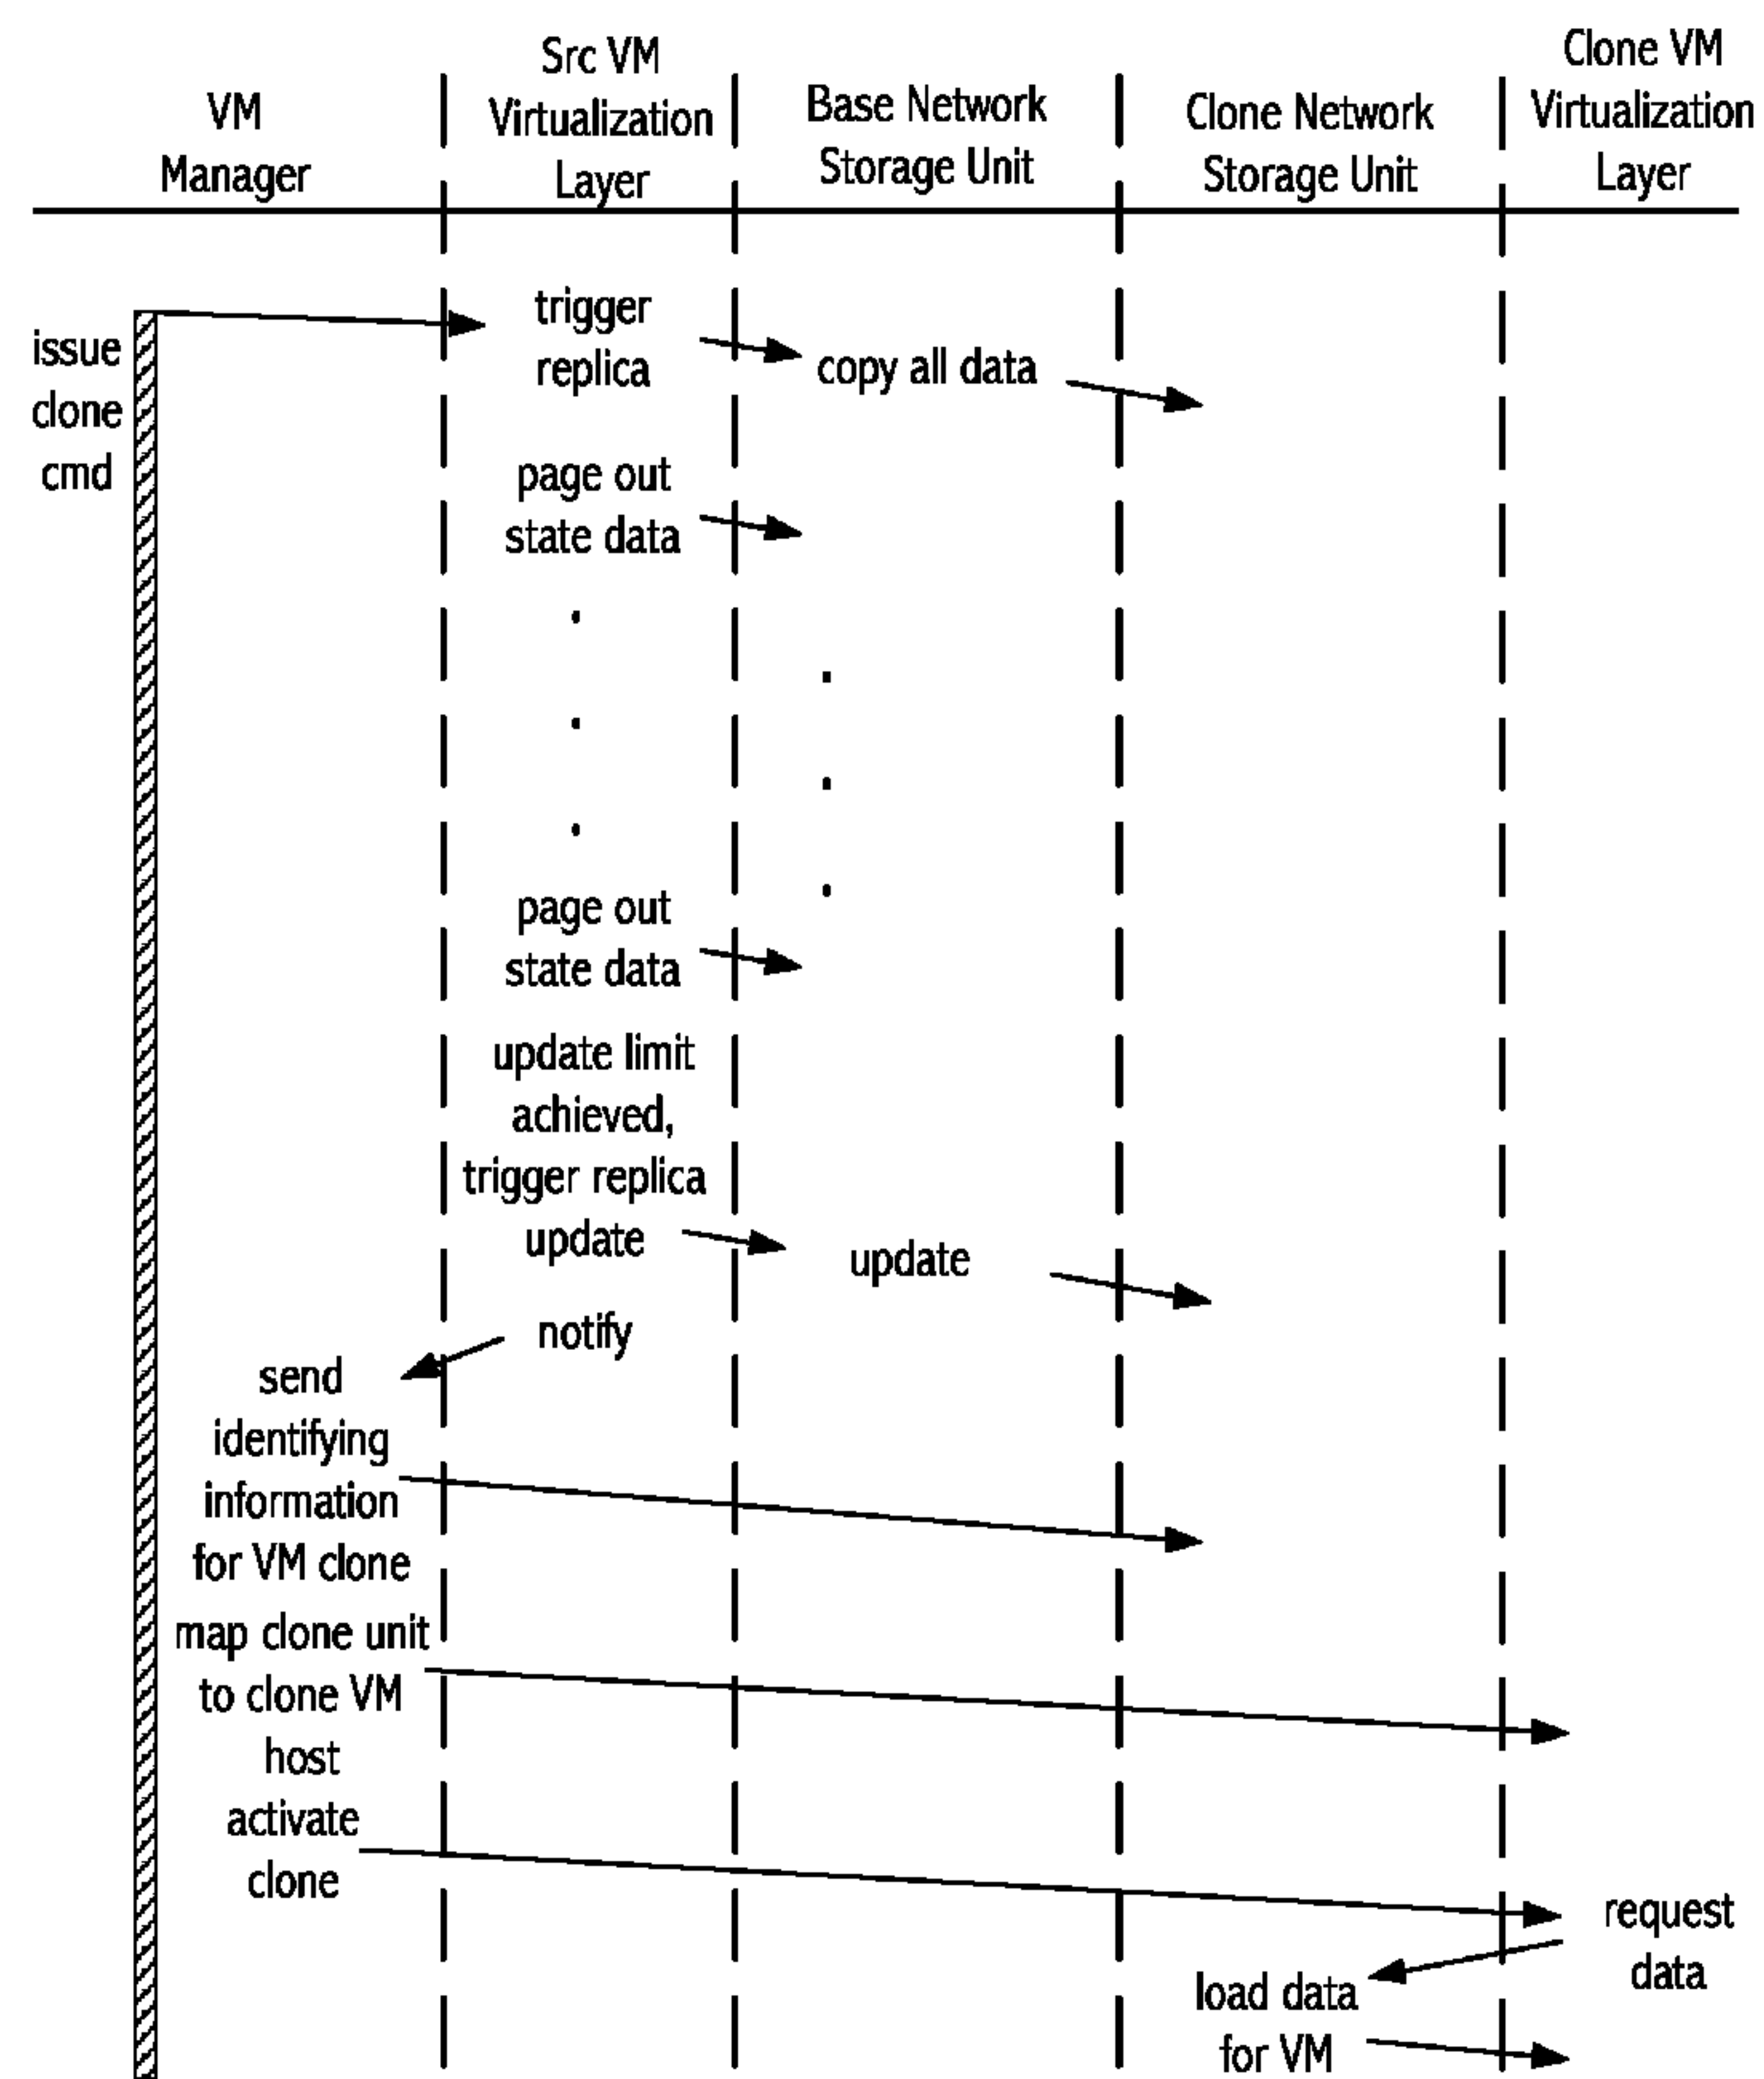 VM
Manager
Src VM
Virtualization
Layer
Base Network
Storage Unit
Clone Network
Storage Unit
Clone VM
Virtualization
Layer
issue
clone
cmd
trigger
replica
copy all data
page out
state data
page out
state data
update limit
achieved,
trigger replica
update
update
notify
send
identifying
information
for VM clone
map clone unit
to clone VM
host
activate
clone
request
data
load data
for VM